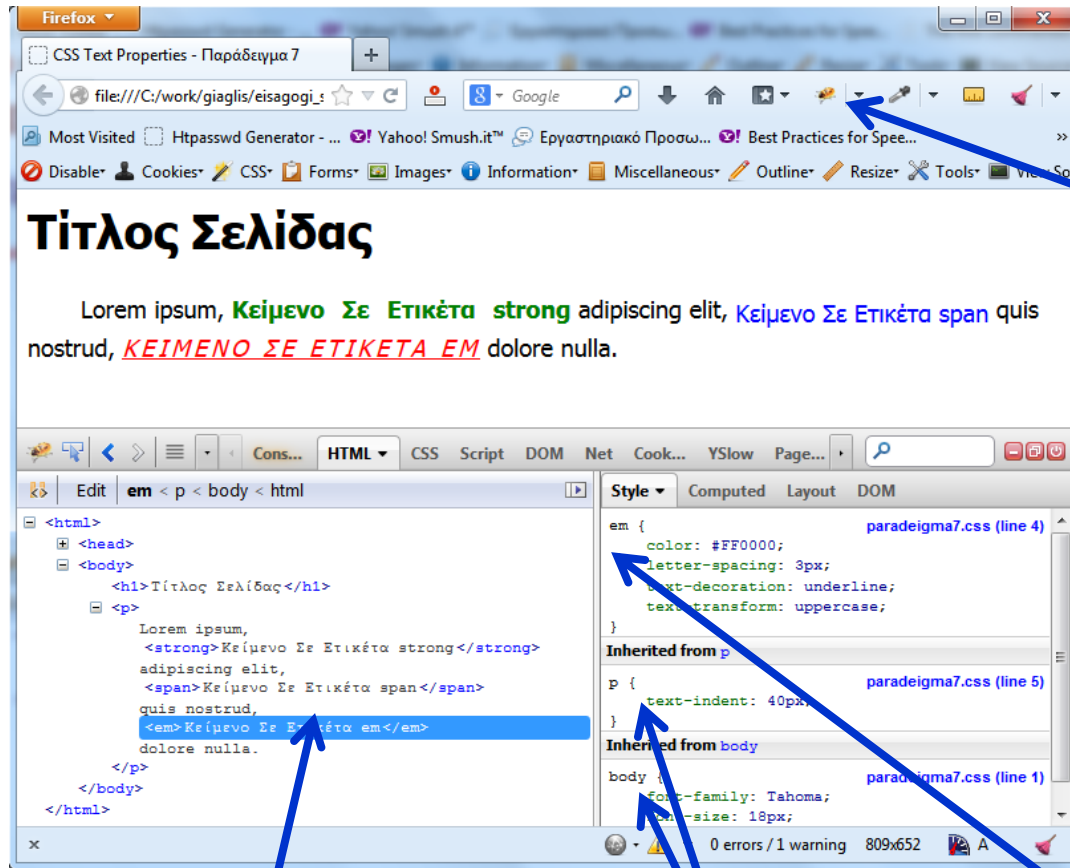 Firefox
CSS Text Properties - Παράδειγμα 7
file:///C:/work/giaglis/eisagogi_s
Google
Most Visited Htpasswd Generator - ... Yahoo! Smush.it™ Εργαστηριακό Προσω... Best Practices for Spee... »
Disable Cookies CSS Forms Images Information Miscellaneous Outline Resize Tools View So
Τίτλος Σελίδας
Lorem ipsum, Κείμενο Σε Ετικέτα strong adipiscing elit, Κείμενο Σε Ετικέτα span quis
nostrud, ΚΕΙΜΕΝΟ ΣΕ ΕΤΙΚΕΤΑ EM dolore nulla.
Cons... HTML CSS Script DOM Net Cook... YSlow Page...
Edit em < p < body < html
Style Computed Layout DOM
<html>
<head>
<body>
<h1>Τίτλος Σελίδας</h1>
<p>
Lorem ipsum,
<strong>Κείμενο Σε Ετικέτα strong</strong>
adipiscing elit,
<span>Κείμενο Σε Ετικέτα span</span>
quis nostrud,
<em>Κείμενο Σε Ετικέτα em</em>
dolore nulla.
</p>
</body>
</html>
em { paradeigma7.css (line 4)
color: #FF0000;
letter-spacing: 3px;
text-decoration: underline;
text-transform: uppercase;
}
Inherited from p
p { paradeigma7.css (line 5)
text-indent: 40px;
}
Inherited from body
body { paradeigma7.css (line 1)
font-family: Tahoma;
font-size: 18px;
x 0 errors / 1 warning 809x652 A